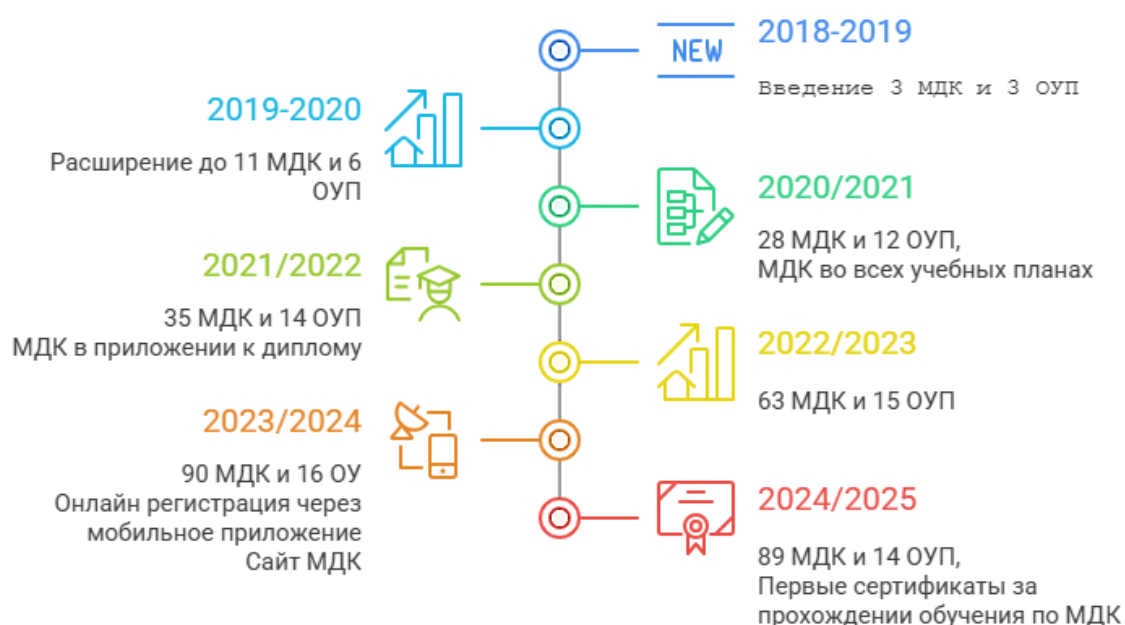 NEW
2018-2019
Введение 3 МДК и 3 ОУП
2019-2020
Расширение до 11 МДК и 6
ОУП
2020/2021
28 МДК и 12 ОУП,
МДК во всех учебных планах
2021/2022
35 МДК и 14 ОУП
МДК в приложении к диплому
2022/2023
63 МДК и 15 ОУП
2023/2024
90 МДК и 16 ОУ
Онлайн регистрация через
мобильное приложение
Сайт МДК
2024/2025
89 МДК и 14 ОУП,
Первые сертификаты за
прохождении обучения по МДК